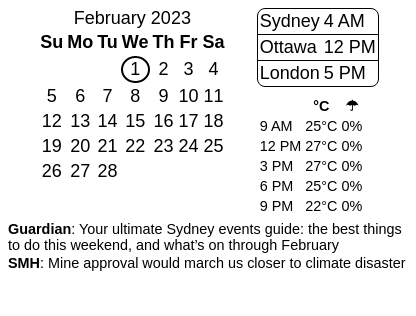 February 2023
Su Mo Tu We Th Fr Sa
1 2 3 4
5 6 7 8 9 10 11
12 13 14 15 16 17 18
19 20 21 22 23 24 25
26 27 28
Sydney 4 AM
Ottawa 12 PM
London 5 PM
°C ☂
9 AM 25°C 0%
12 PM 27°C 0%
3 PM 27°C 0%
6 PM 25°C 0%
9 PM 22°C 0%
Guardian: Your ultimate Sydney events guide: the best things
to do this weekend, and what’s on through February
SMH: Mine approval would march us closer to climate disaster